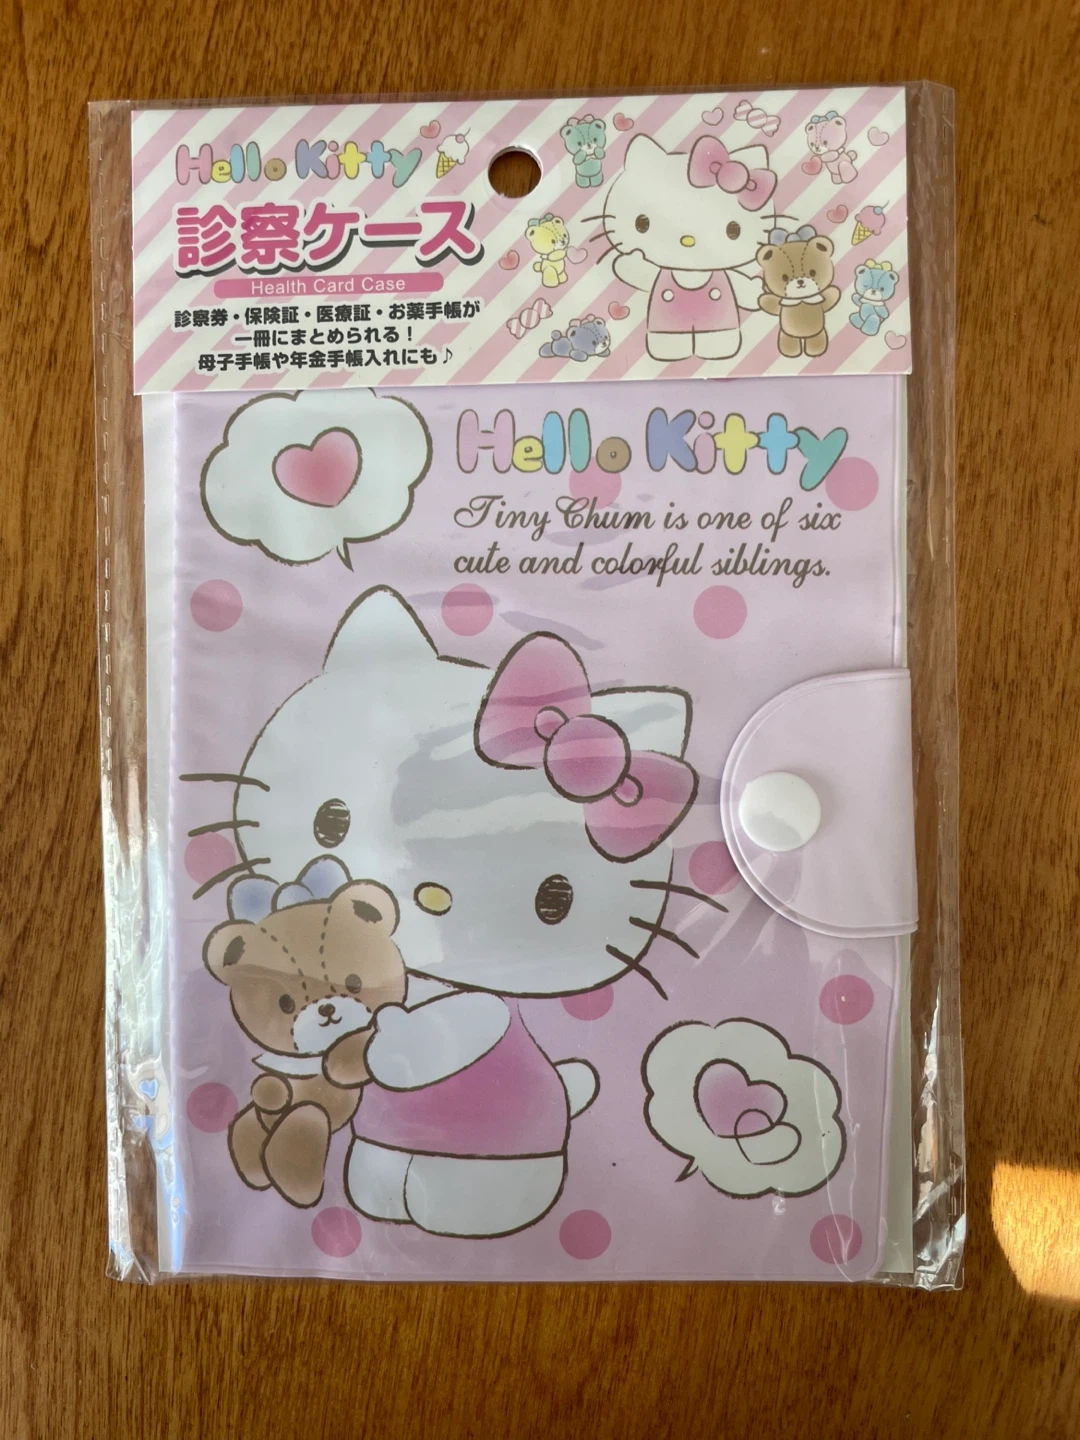 Hello Kitty
診察ケース
Health Card Case
診察券・保険証・医療証・お薬手帳が
一冊にまとめられる！
母子手帳や年金手帳入れにも♪
Hello Kitty
Tiny Chum is one of six
cute and colorful siblings.